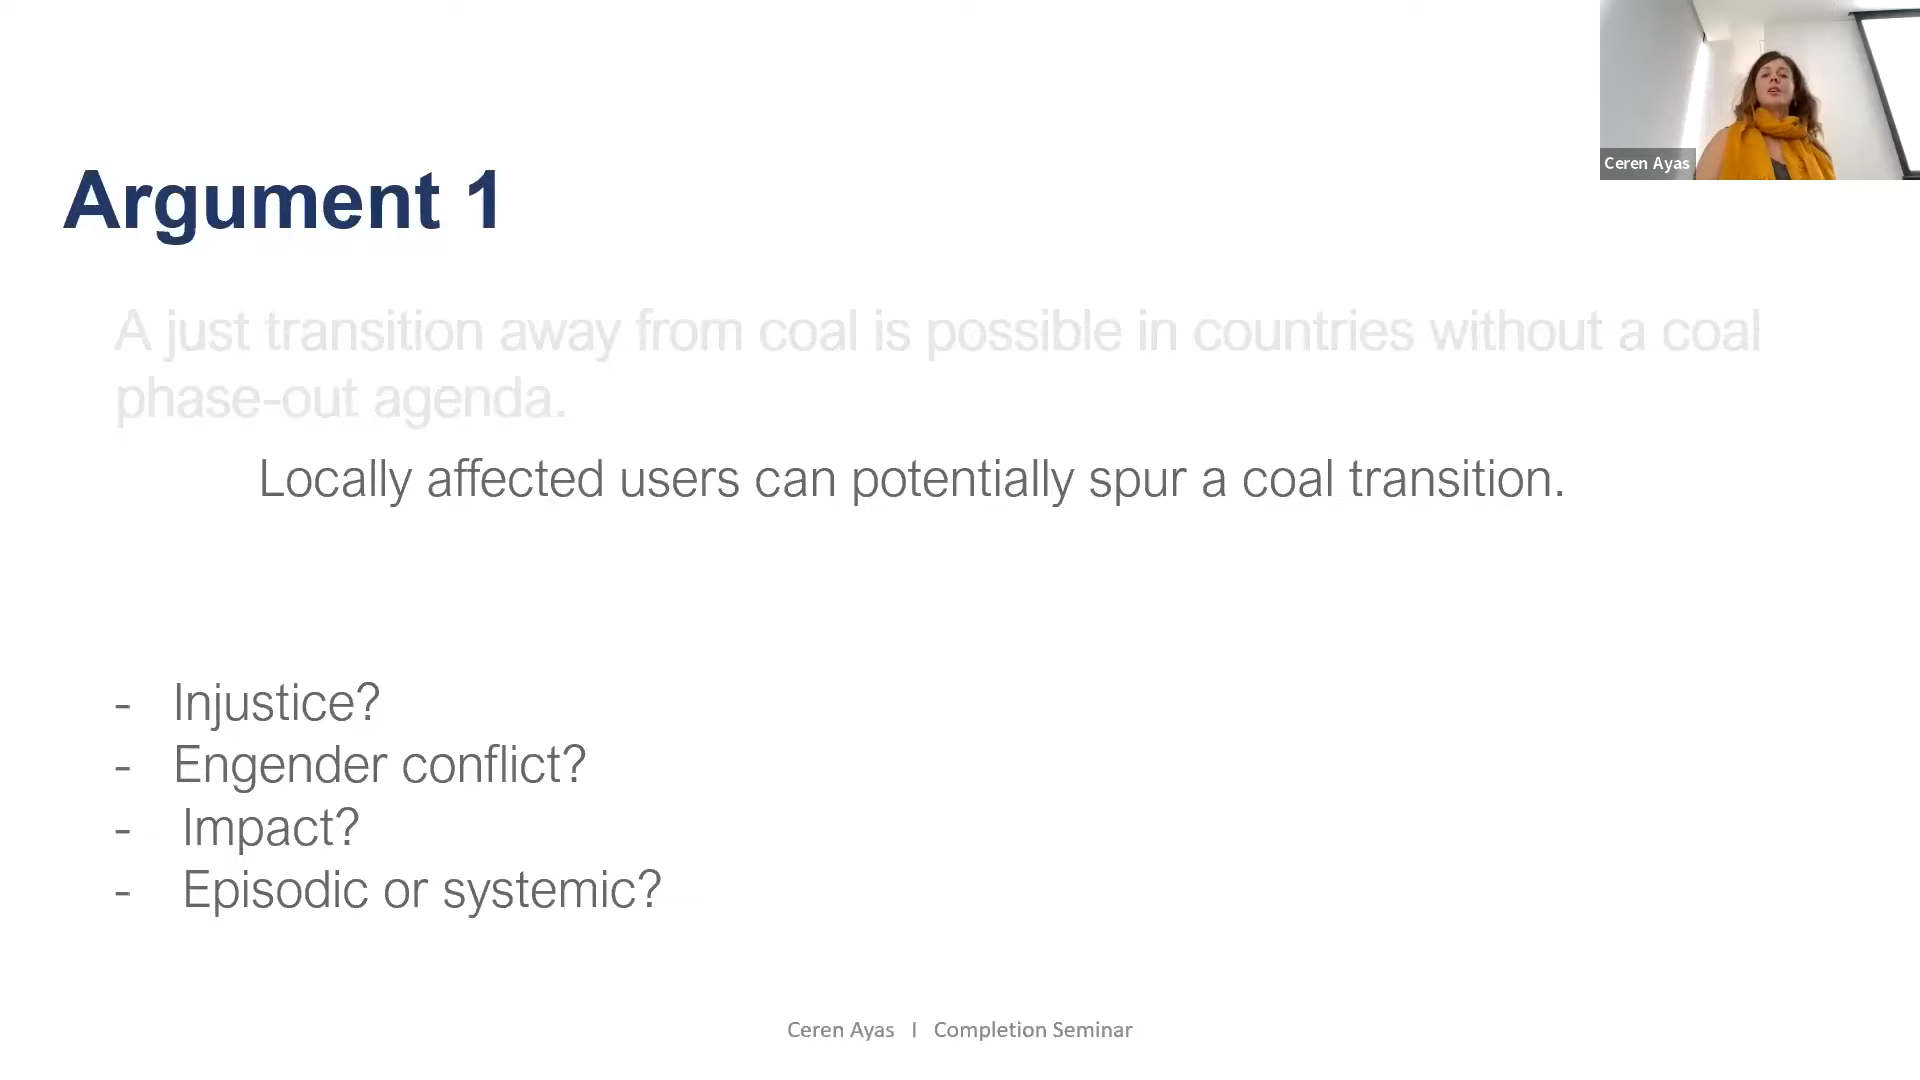 Ceren Ayas
Argument 1
A just transition away from coal is possible in countries without a coal
phase-out agenda.
Locally affected users can potentially spur a coal transition.
- Injustice?
- Engender conflict?
- Impact?
- Episodic or systemic?
Ceren Ayas I Completion Seminar